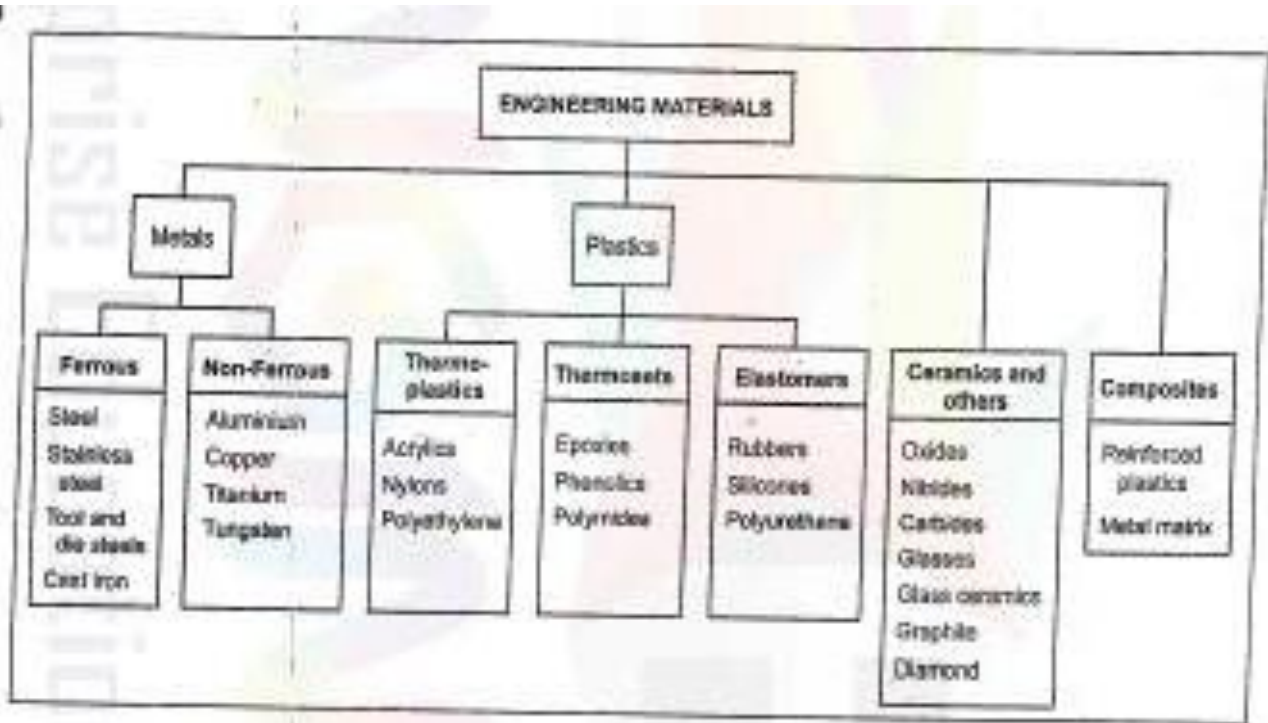 ENGINEERING MATERIALS
Metals
Plastics
Ferrous
Steel
Stainless
steel
Tool and
die steels
Cast iron
Non-Ferrous
Aluminium
Copper
Titanium
Tungsten
Thermo-
plastics
Acrylics
Nylons
Polyethylene
Thermosets
Epoxies
Phenolics
Elastomers
Rubbers
Silicones
Polyurethane
Ceramics and
others
Oxides
Nitrides
Carbides
Glasses
Glass ceramics
Graphite
Diamond
Composites
Reinforced
plastics
Metal matrix